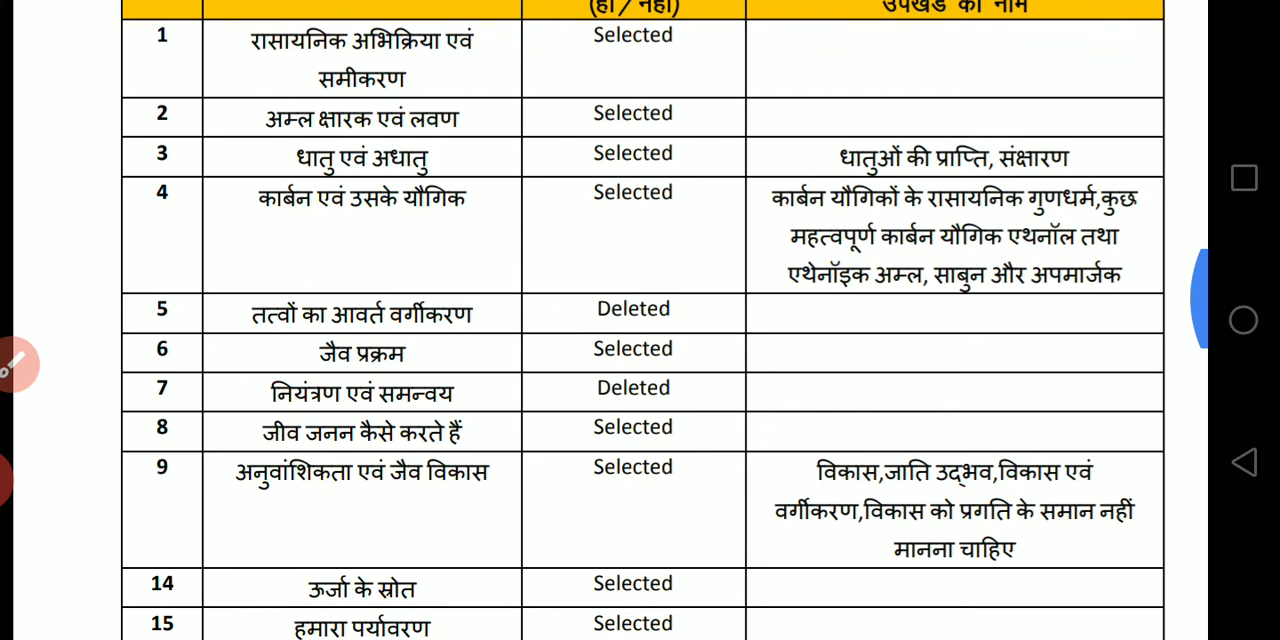 (हाँ / नहीं) उपखंड का नाम
1 रासायनिक अभिक्रिया एवं Selected
समीकरण
2 अम्ल क्षारक एवं लवण Selected
3 धातु एवं अधातु Selected धातुओं की प्राप्ति, संक्षारण
4 कार्बन एवं उसके यौगिक Selected कार्बन यौगिकों के रासायनिक गुणधर्म,कुछ
महत्वपूर्ण कार्बन यौगिक एथनॉल तथा
एथेनॉइक अम्ल, साबुन और अपमार्जक
5 तत्वों का आवर्त वर्गीकरण Deleted
6 जैव प्रक्रम Selected
7 नियंत्रण एवं समन्वय Deleted
8 जीव जनन कैसे करते हैं Selected
9 अनुवांशिकता एवं जैव विकास Selected विकास,जाति उद्भव,विकास एवं
वर्गीकरण,विकास को प्रगति के समान नहीं
मानना चाहिए
14 ऊर्जा के स्रोत Selected
15 हमारा पर्यावरण Selected